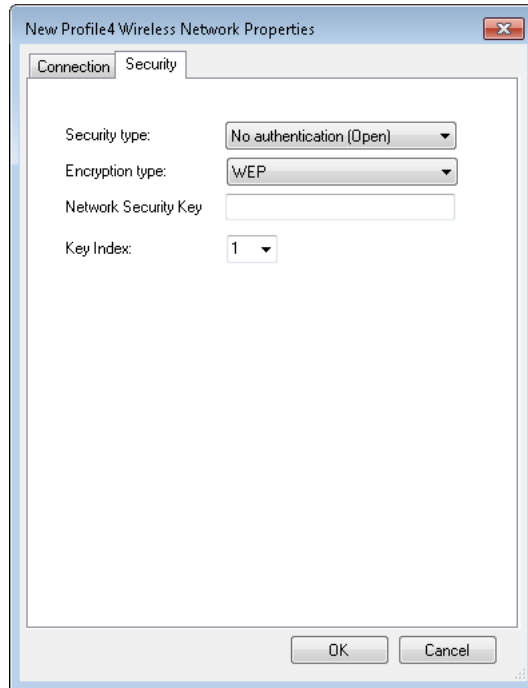 New Profile4 Wireless Network Properties
Connection Security
Security type: No authentication (Open)
Encryption type: WEP
Network Security Key
Key Index: 1
OK Cancel